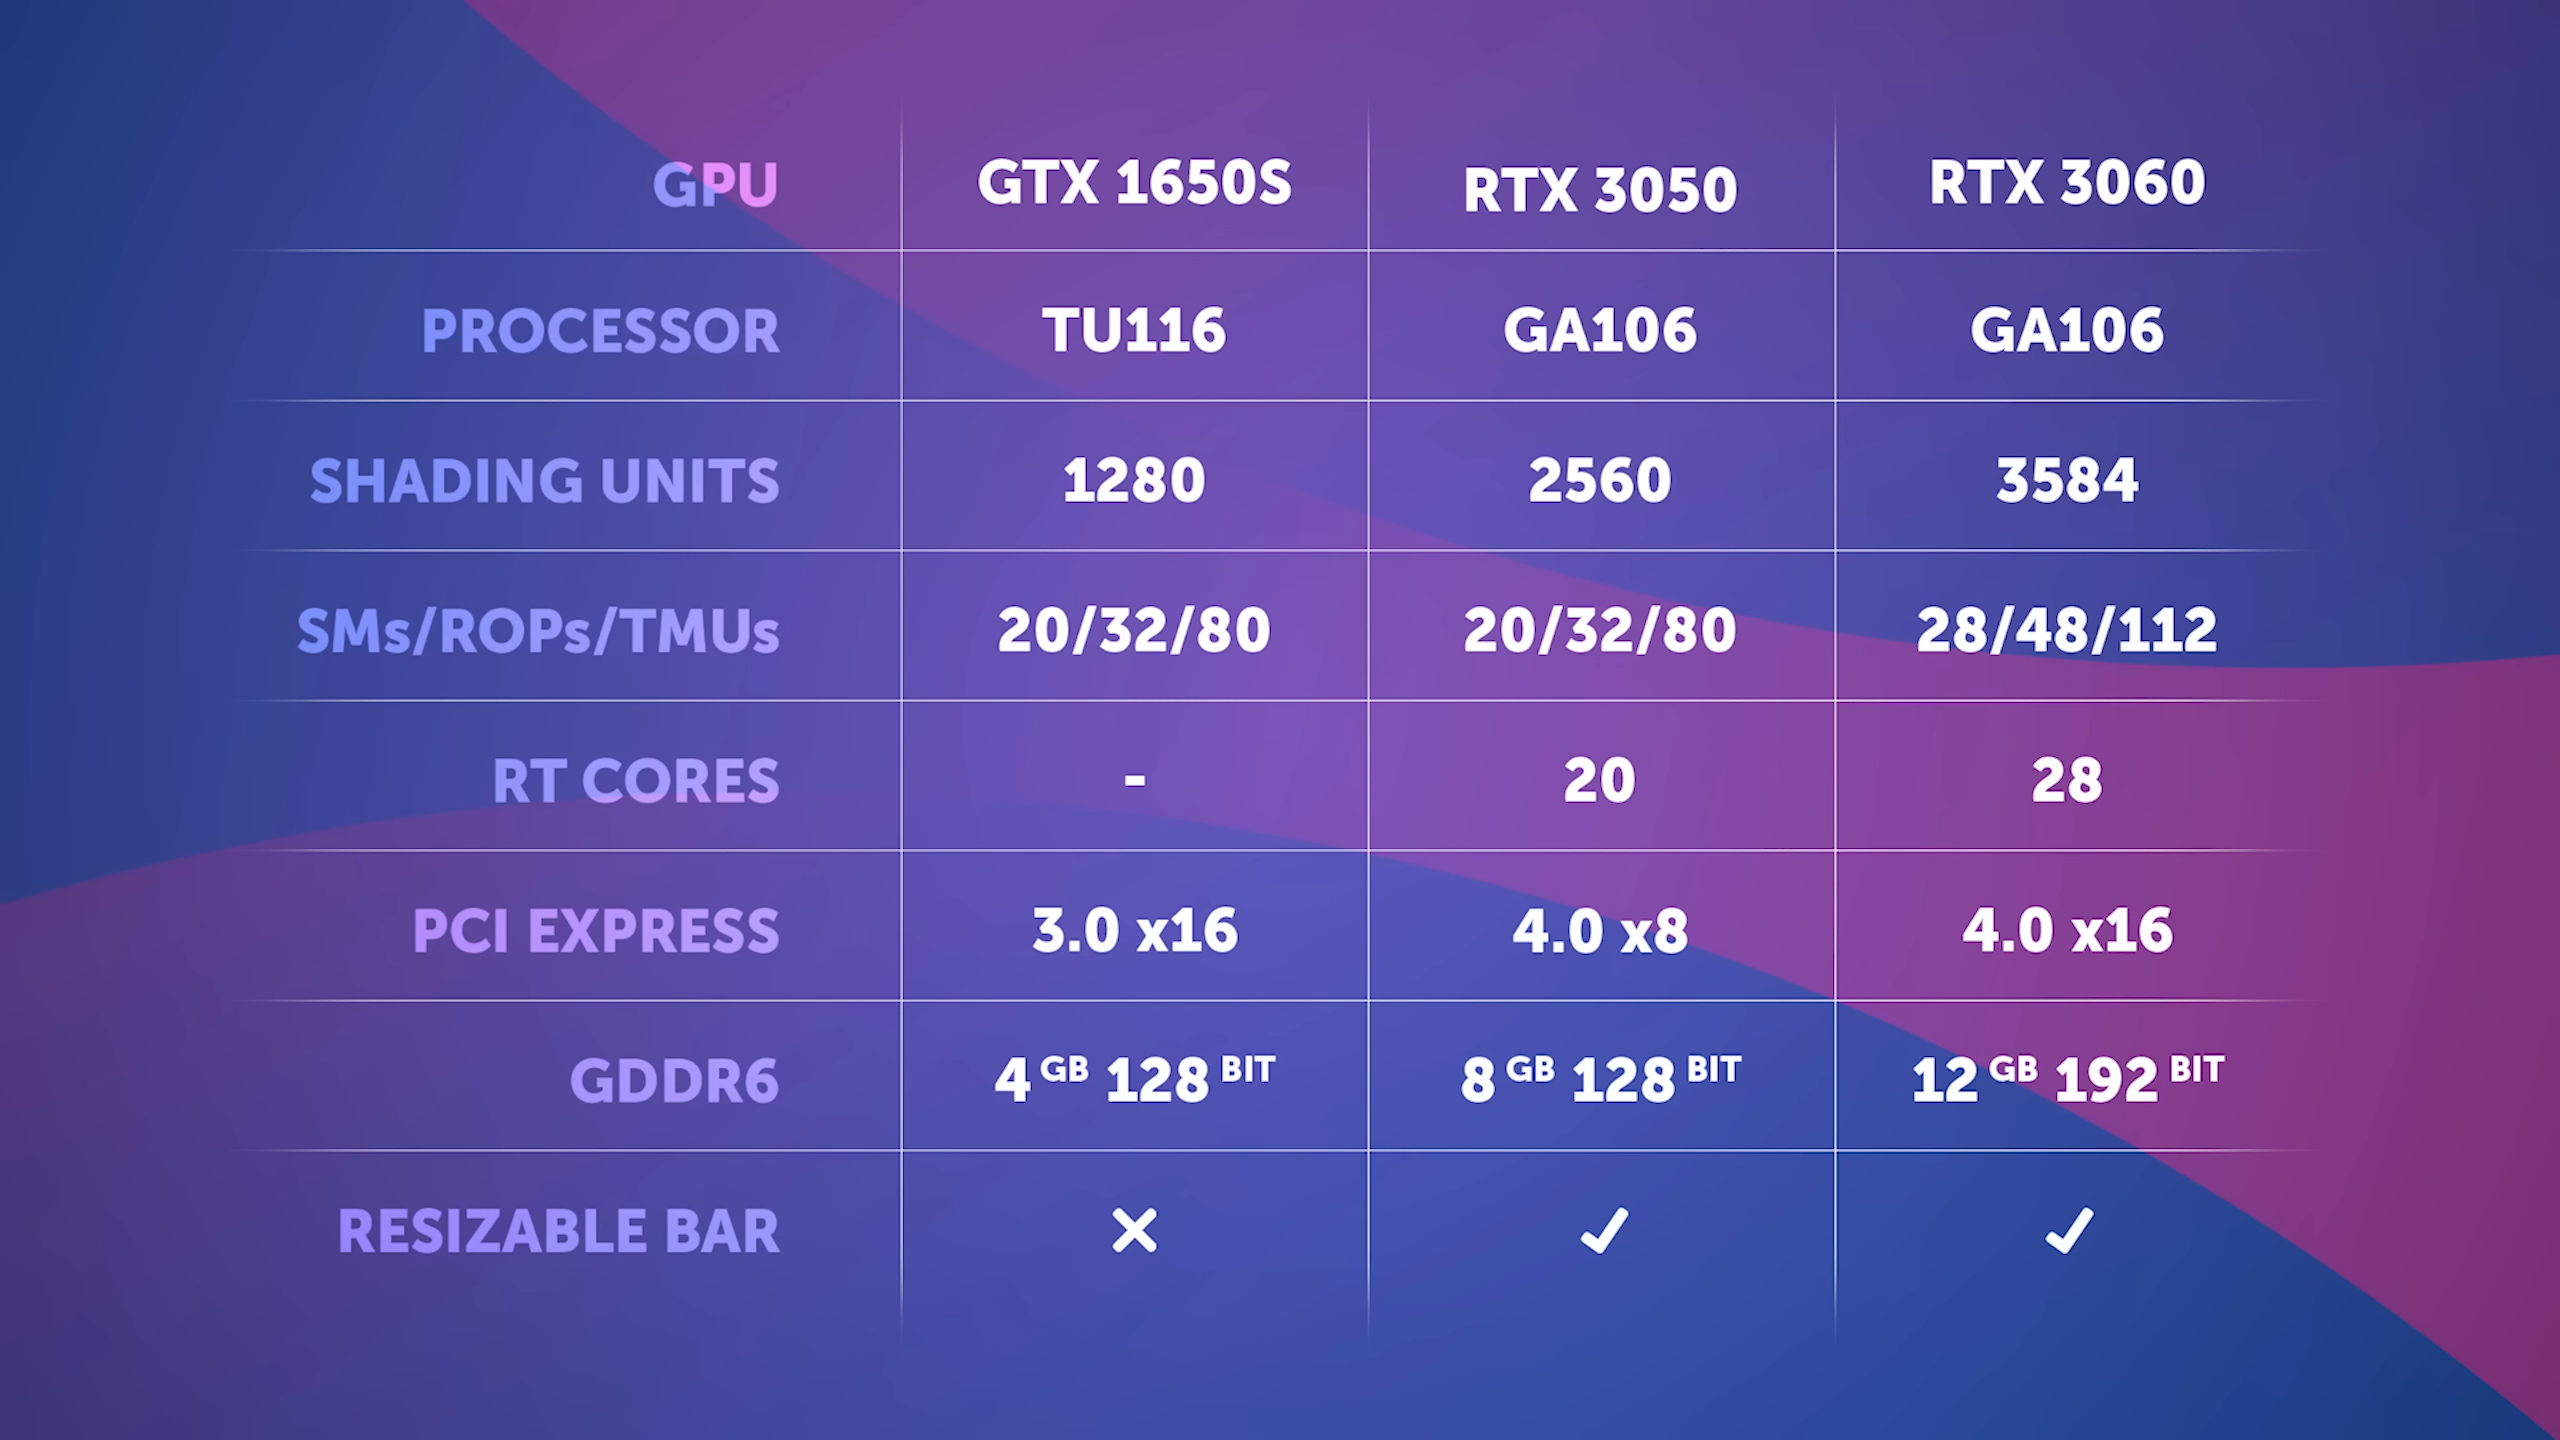 GPU GTX 1650S RTX 3050 RTX 3060
PROCESSOR TU116 GA106 GA106
SHADING UNITS 1280 2560 3584
SMs/ROPs/TMUs 20/32/80 20/32/80 28/48/112
RT CORES - 20 28
PCI EXPRESS 3.0 x16 4.0 x8 4.0 x16
GDDR6 4 GB 128 BIT 8 GB 128 BIT 12 GB 192 BIT
RESIZABLE BAR ✕ ✓ ✓